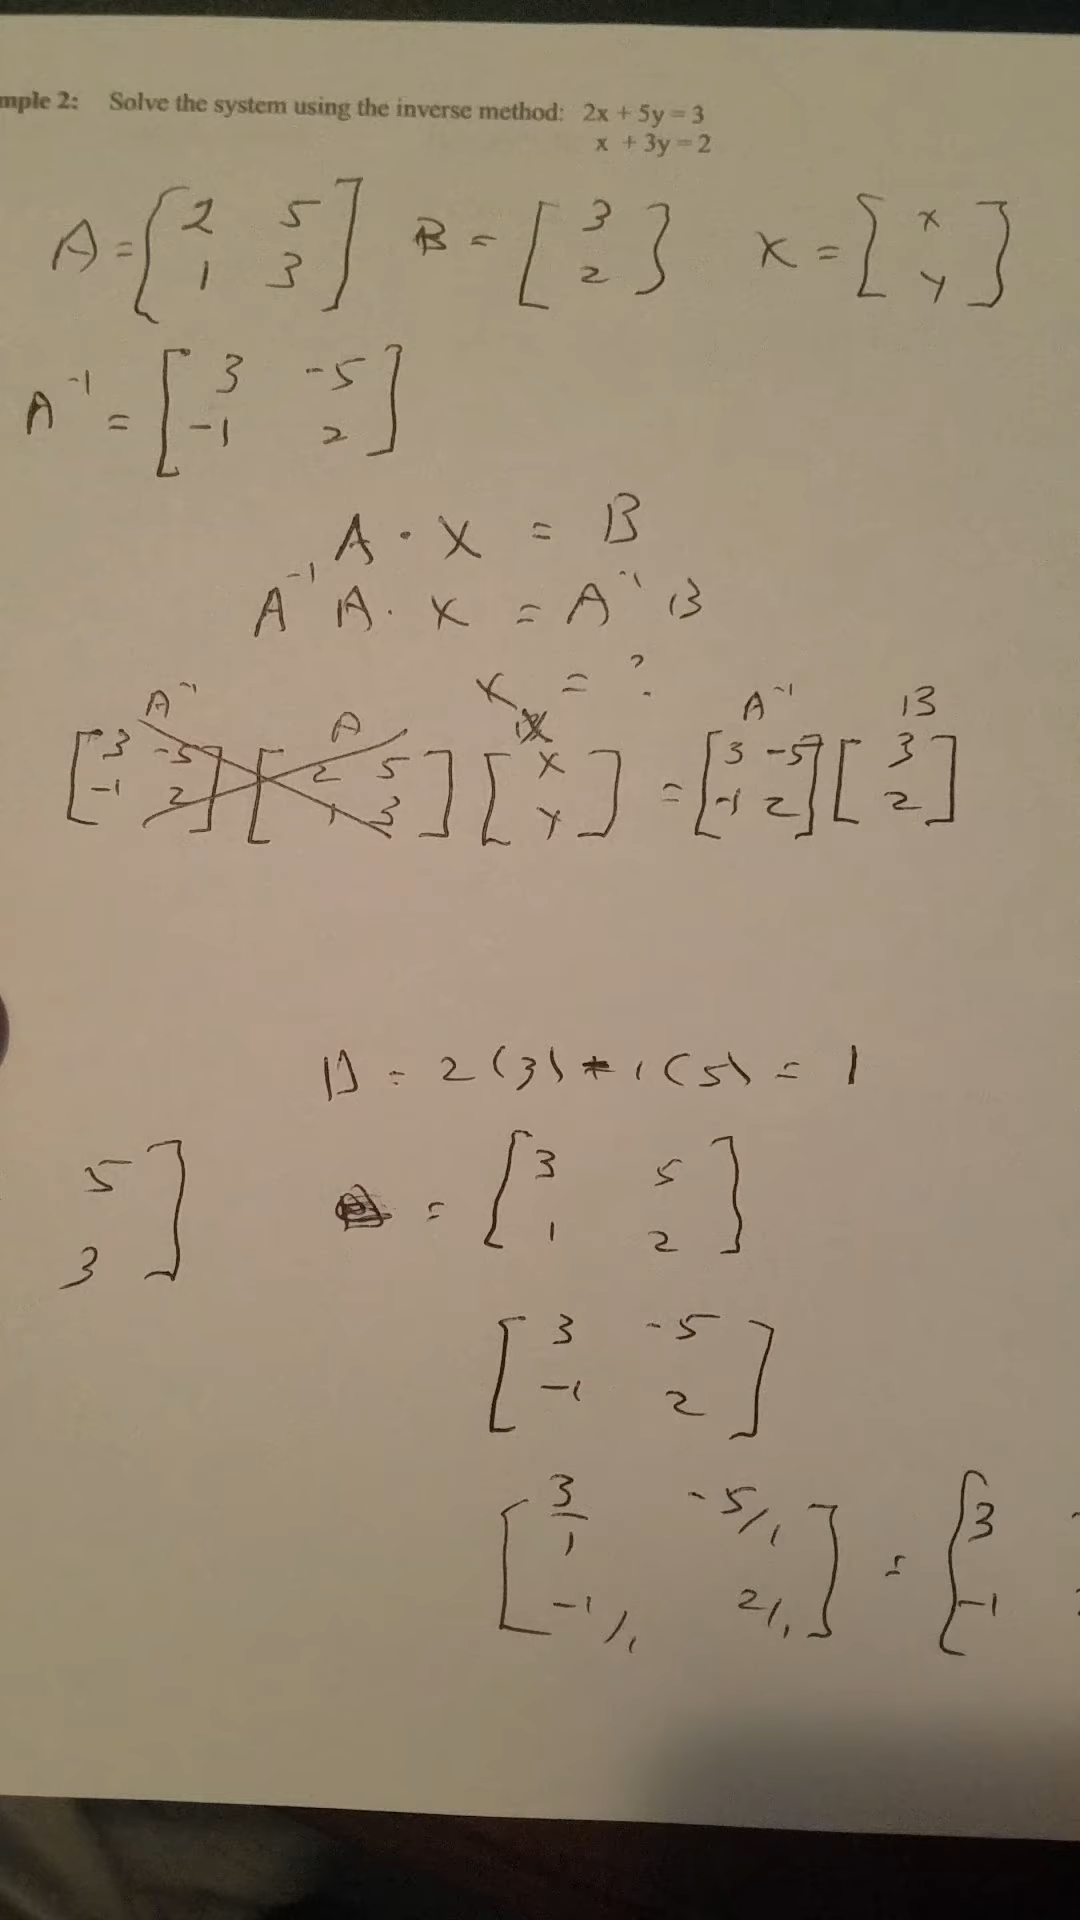 mple 2: Solve the system using the inverse method: 2x + 5y = 3
x + 3y = 2
A = [ 2 5 ] B = [ 3 ] X = [ x ]
[ 1 3 ] [ 2 ] [ y ]
A⁻¹ = [ 3 -5 ]
[ -1 2 ]
A · X = B
A⁻¹ A · X = A⁻¹ B
X = ?
A⁻¹ A X A⁻¹ B
[ 3 -5 ] [ 2 5 ] [ x ] = [ 3 -5 ] [ 3 ]
[ -1 2 ] [ 1 3 ] [ y ] [ -1 2 ] [ 2 ]
D = 2(3) - 1(5) = 1
5 ] = [ 3 5 ]
3 ] [ 1 2 ]
[ 3 -5 ]
[ -1 2 ]
[ 3/1 -5/1 ] = [ 3
[ -1/1 2/1 ] [ -1